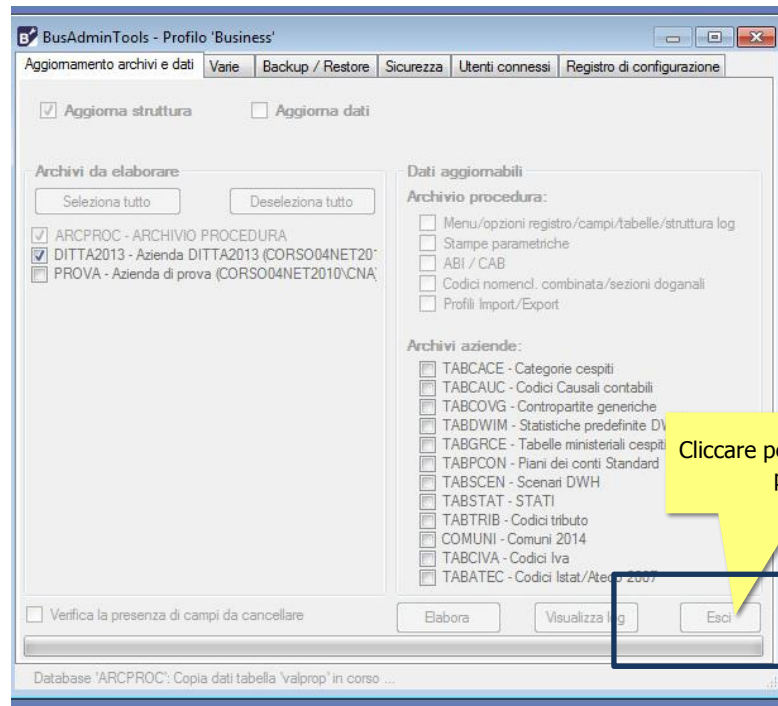 BusAdminTools - Profilo 'Business'
Aggiornamento archivi e dati Varie Backup / Restore Sicurezza Utenti connessi Registro di configurazione
Aggiorna struttura Aggiorna dati
Archivi da elaborare
Seleziona tutto Deseleziona tutto
ARCPROC - ARCHIVIO PROCEDURA
DITTA2013 - Azienda DITTA2013 (CORSO04NET201
PROVA - Azienda di prova (CORSO04NET2010\CNA
Dati aggiornabili
Archivio procedura:
Menu/opzioni registro/campi/tabelle/struttura log
Stampe parametriche
ABI / CAB
Codici nomencl. combinata/sezioni doganali
Profili Import/Export
Archivi aziende:
TABCACE - Categorie cespiti
TABCAUC - Codici Causali contabili
TABCOVG - Contropartite generiche
TABDWIM - Statistiche predefinite
TABGRCE - Tabelle ministeriali cespiti
TABPCON - Piani dei conti Standard
TABSCEN - Scenari DWH
TABSTAT - STATI
TABTRIB - Codici tributo
COMUNI - Comuni 2014
TABCIVA - Codici Iva
TABATEC - Codici Istat/Ateco 2007
Cliccare
Verifica la presenza di campi da cancellare
Elabora Visualizza log Esci
Database 'ARCPROC': Copia dati tabella 'valprop' in corso ...